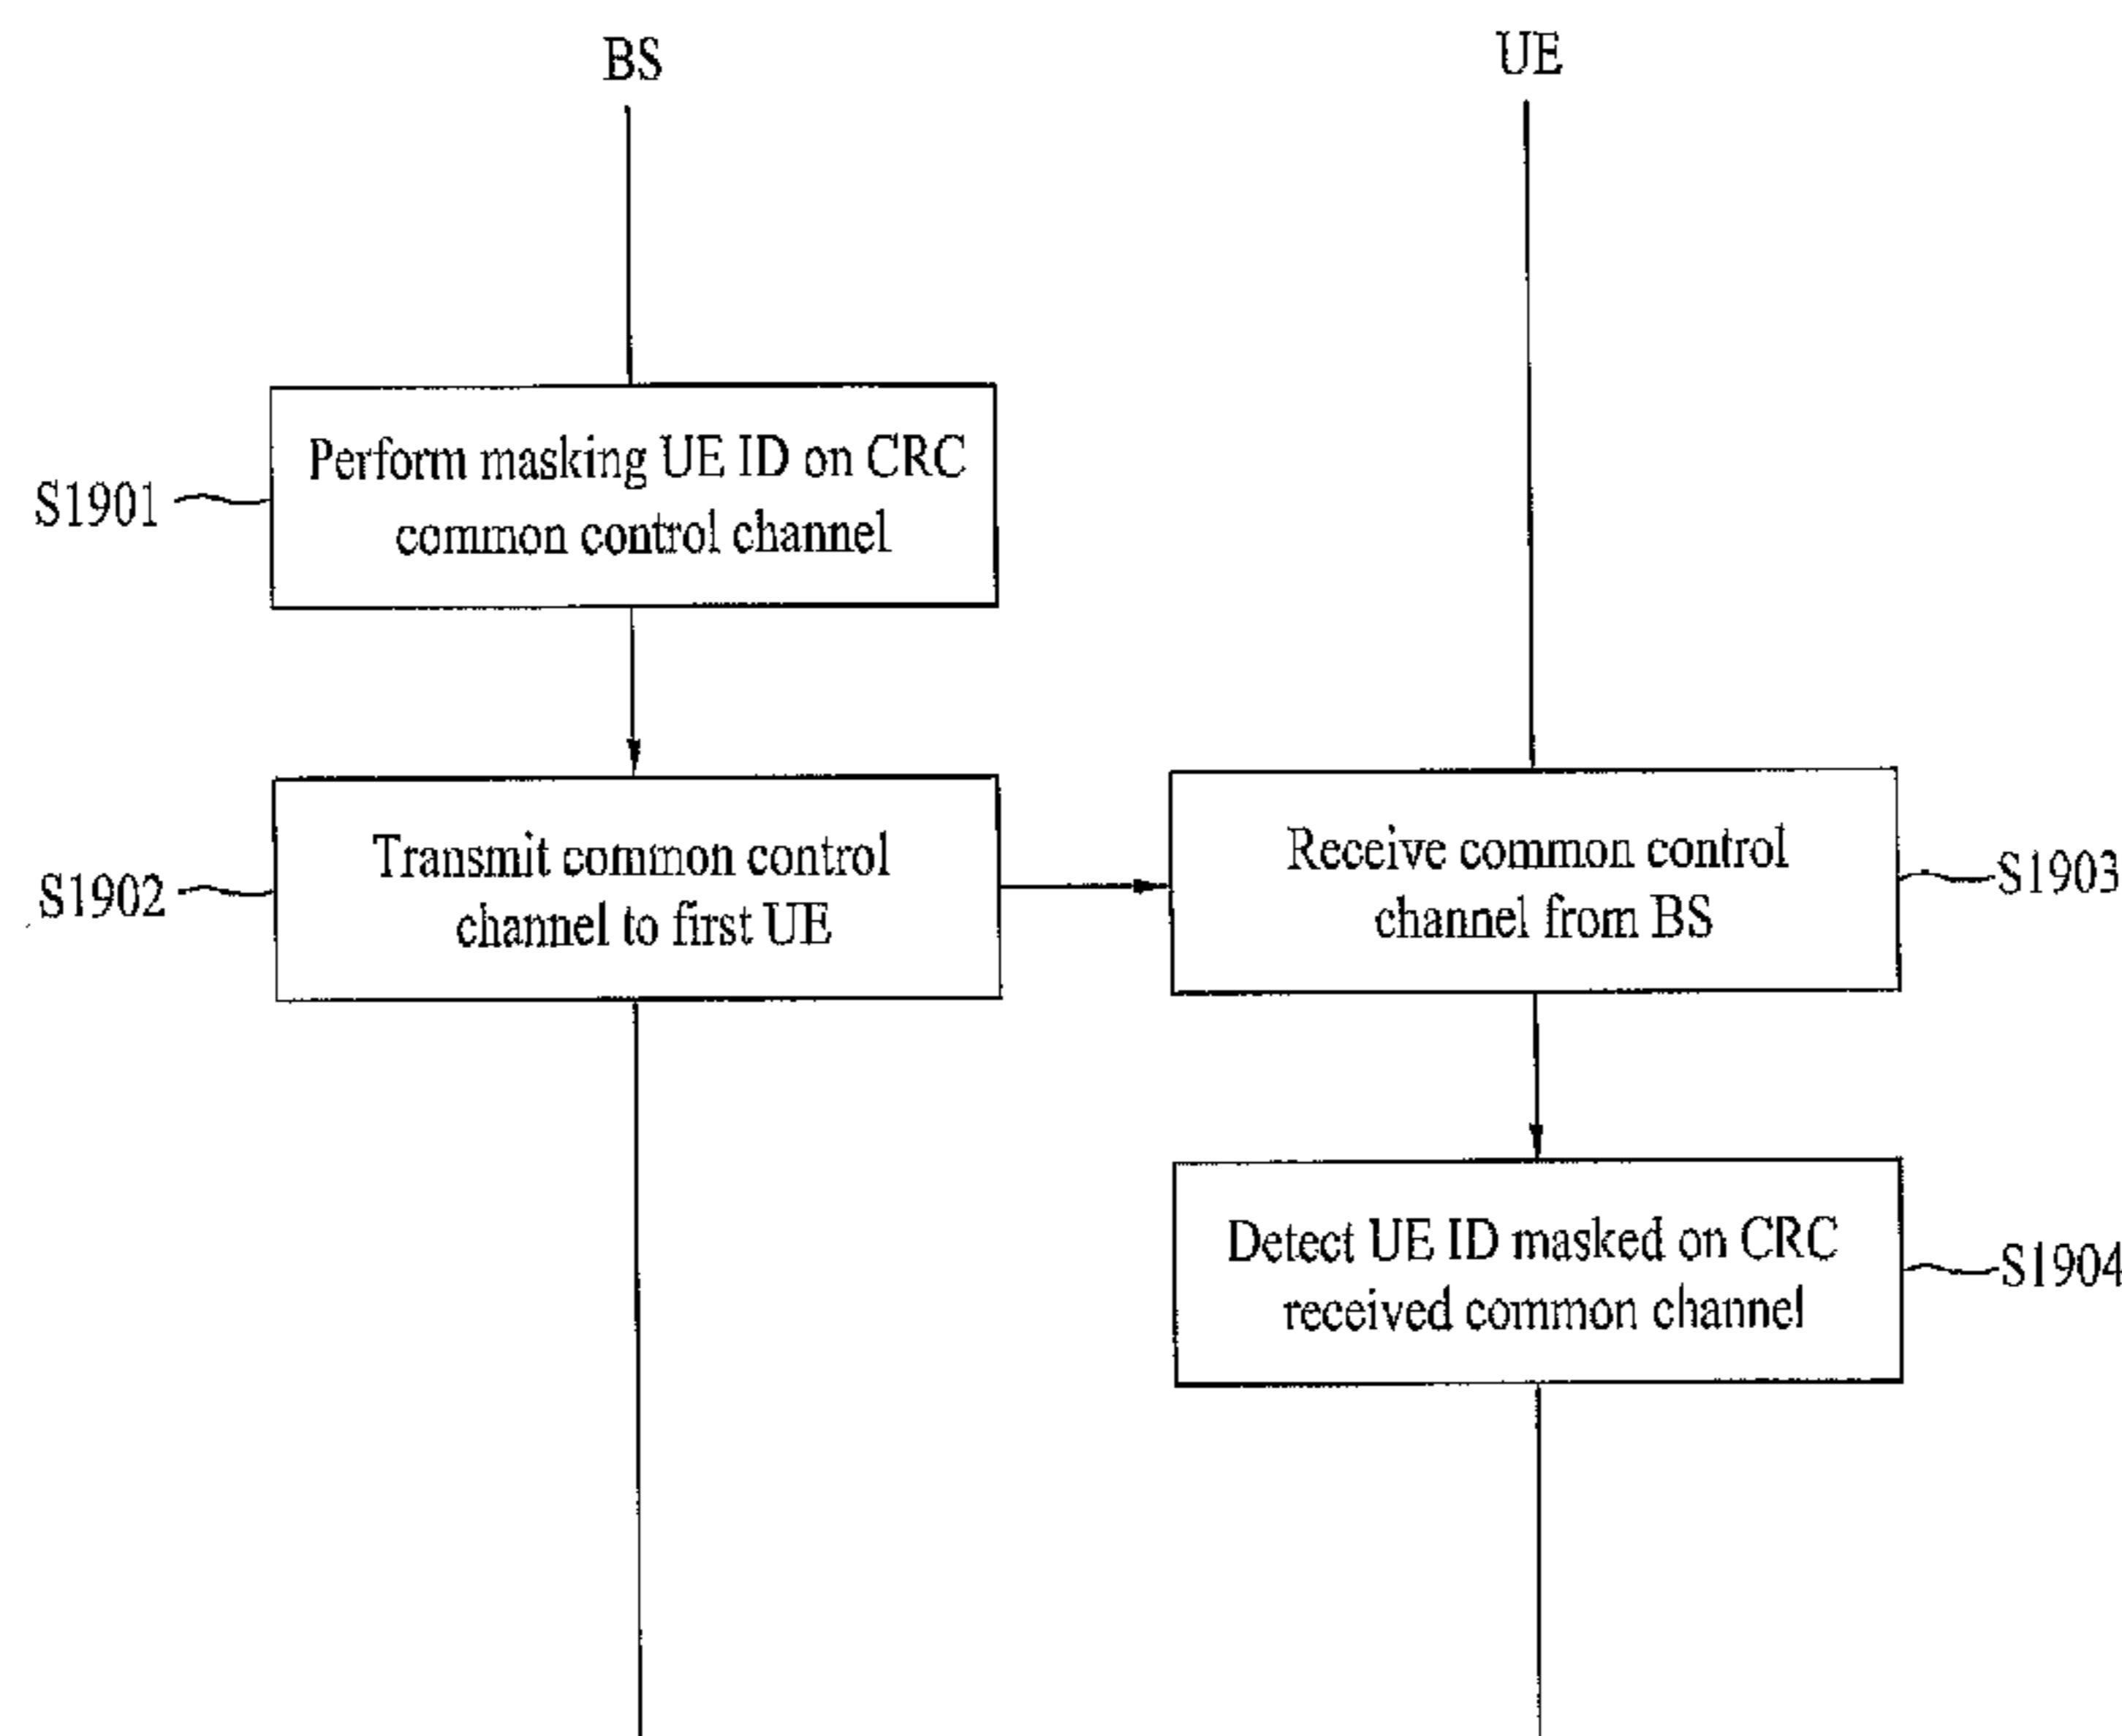 BS
UE
S1901
Perform masking UE ID on CRC
common control channel
S1902
Transmit common control
channel to first UE
Receive common control
channel from BS
S1903
Detect UE ID masked on CRC
received common channel
S1904